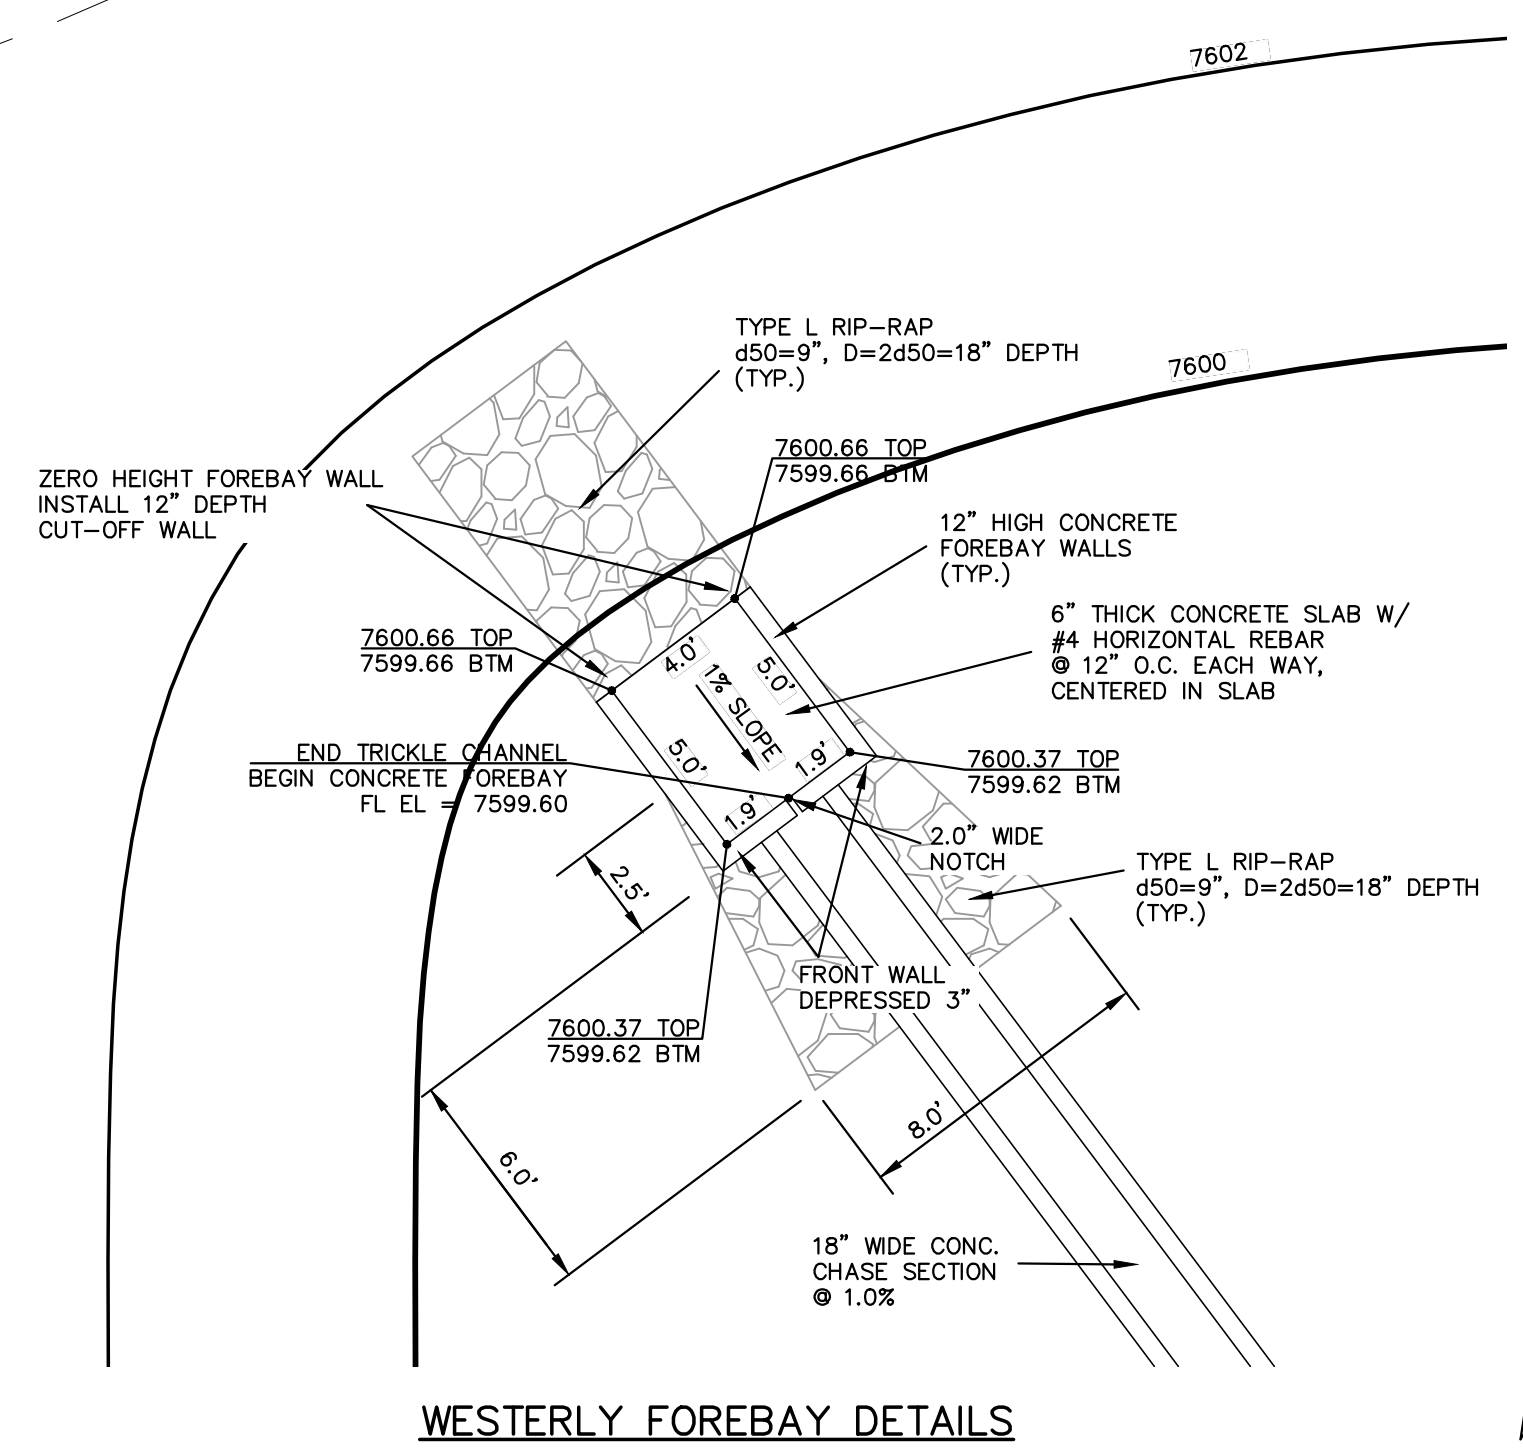 7602
TYPE L RIP-RAP
d50=9", D=2d50=18" DEPTH
(TYP.)
7600
7600.66 TOP
7599.66 BTM
ZERO HEIGHT FOREBAY WALL
INSTALL 12" DEPTH
CUT-OFF WALL
12" HIGH CONCRETE
FOREBAY WALLS
(TYP.)
6" THICK CONCRETE SLAB W/
#4 HORIZONTAL REBAR
@ 12" O.C. EACH WAY,
CENTERED IN SLAB
7600.66 TOP
7599.66 BTM
4.0'
5.0'
1% SLOPE
5.0'
1.9'
1.9'
END TRICKLE CHANNEL
BEGIN CONCRETE FOREBAY
FL EL = 7599.60
7600.37 TOP
7599.62 BTM
2.0" WIDE
NOTCH
TYPE L RIP-RAP
d50=9", D=2d50=18" DEPTH
(TYP.)
2.5'
FRONT WALL
DEPRESSED 3"
7600.37 TOP
7599.62 BTM
8.0'
6.0'
18" WIDE CONC.
CHASE SECTION
@ 1.0%
WESTERLY FOREBAY DETAILS